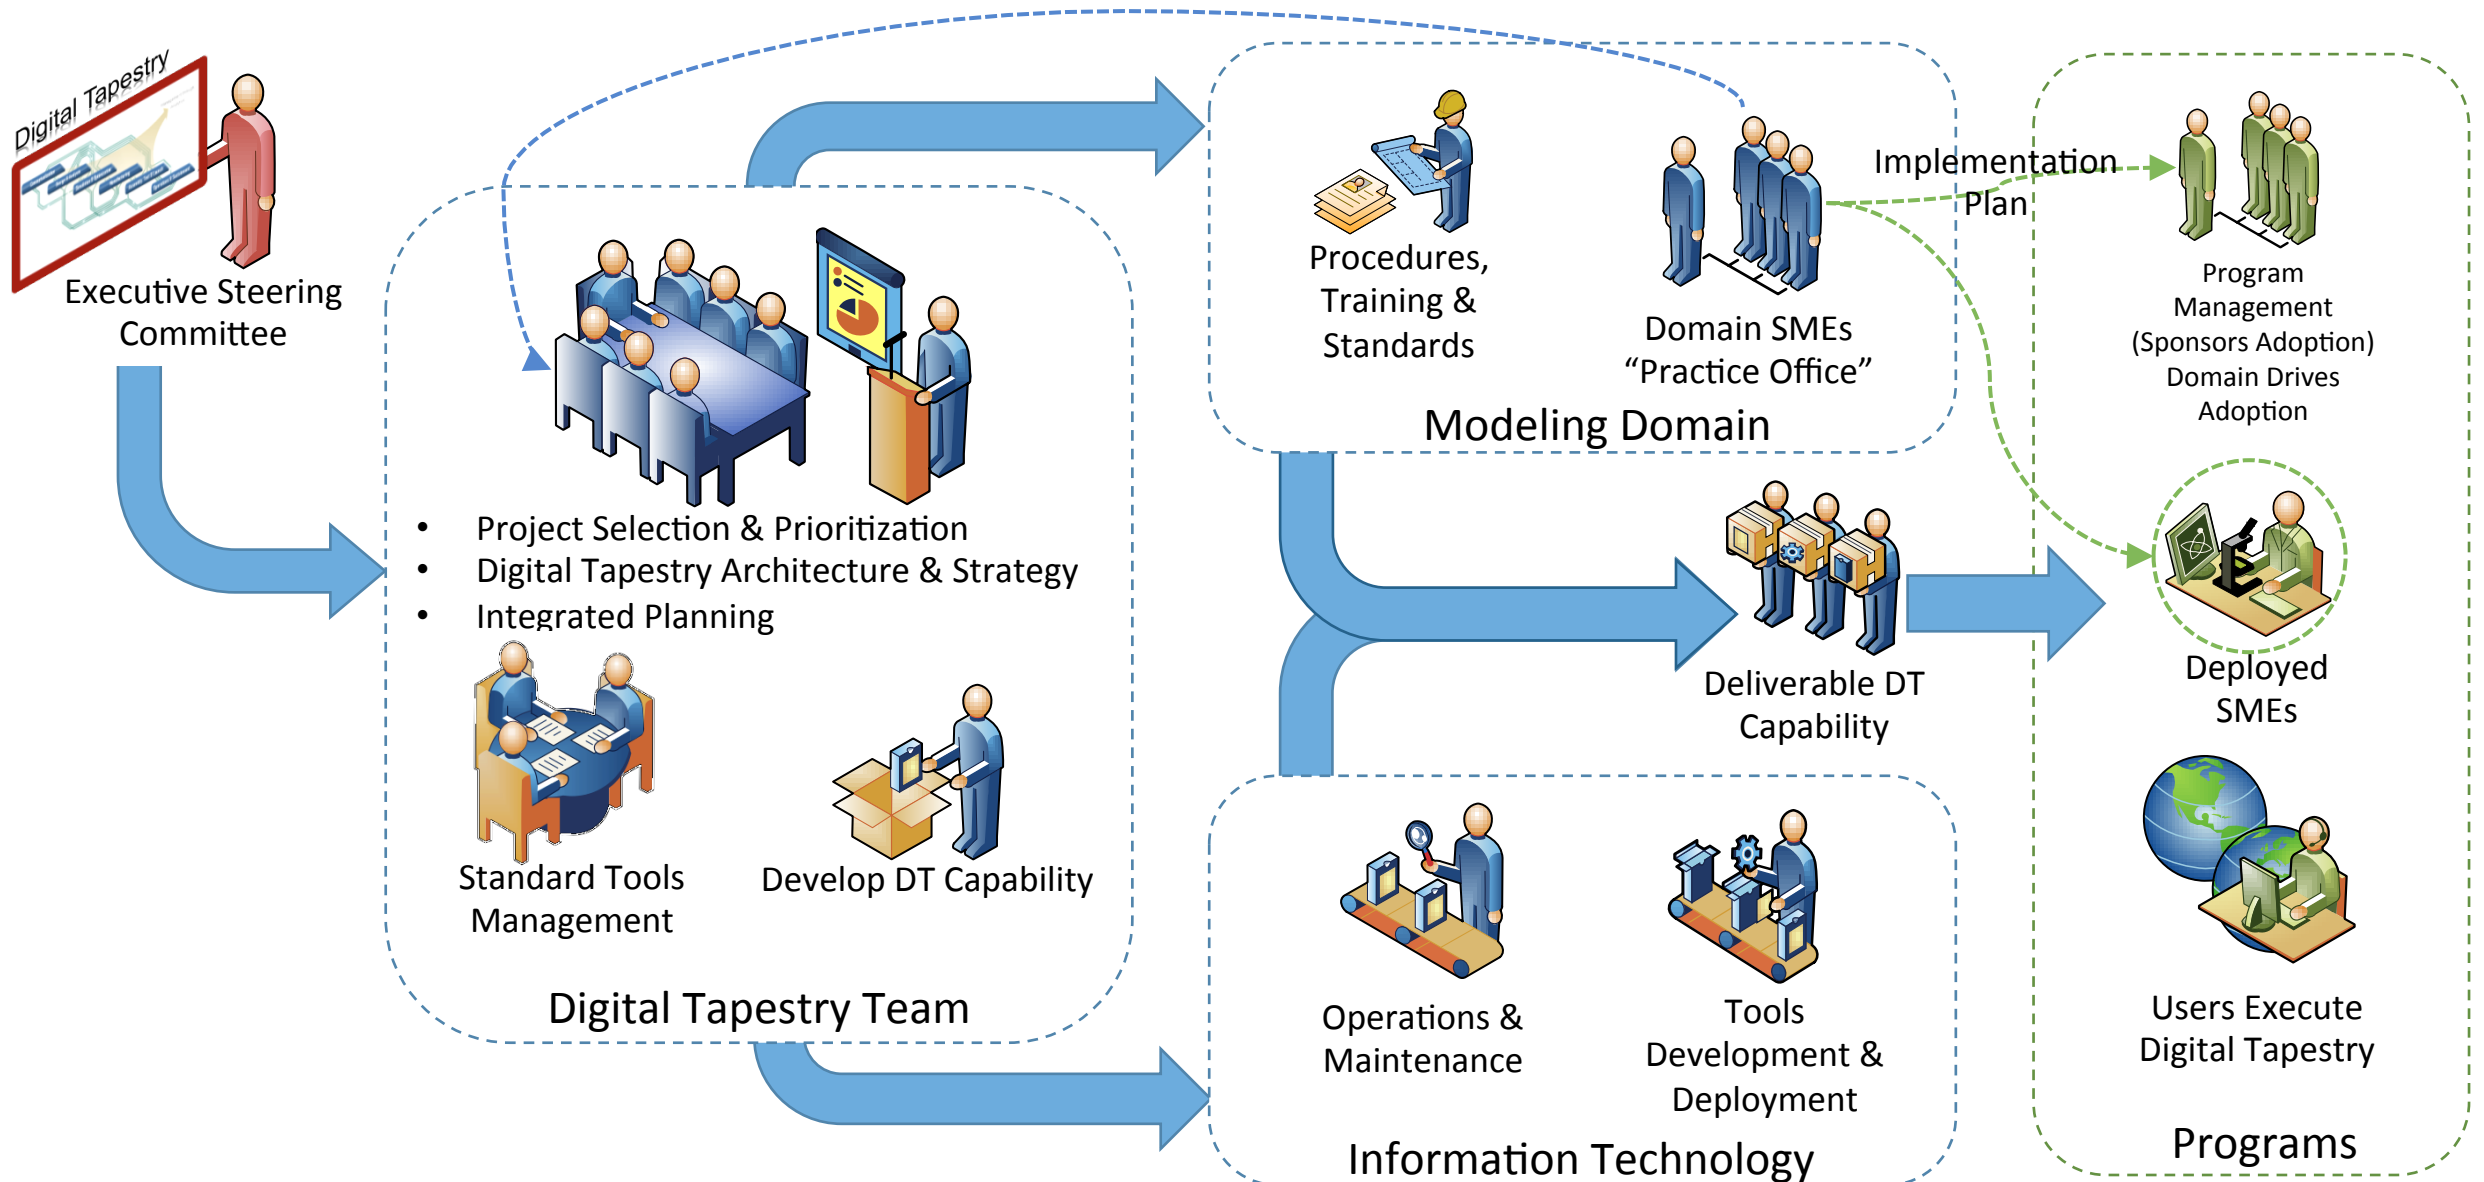 Digital Tapestry
Executive Steering
Committee
• Project Selection & Prioritization
• Digital Tapestry Architecture & Strategy
• Integrated Planning
Standard Tools
Management
Develop DT Capability
Digital Tapestry Team
Procedures,
Training &
Standards
Domain SMEs
“Practice Office”
Modeling Domain
Implementation
Plan
Deliverable DT
Capability
Operations &
Maintenance
Tools
Development &
Deployment
Information Technology
Program
Management
(Sponsors Adoption)
Domain Drives
Adoption
Deployed
SMEs
Users Execute
Digital Tapestry
Programs